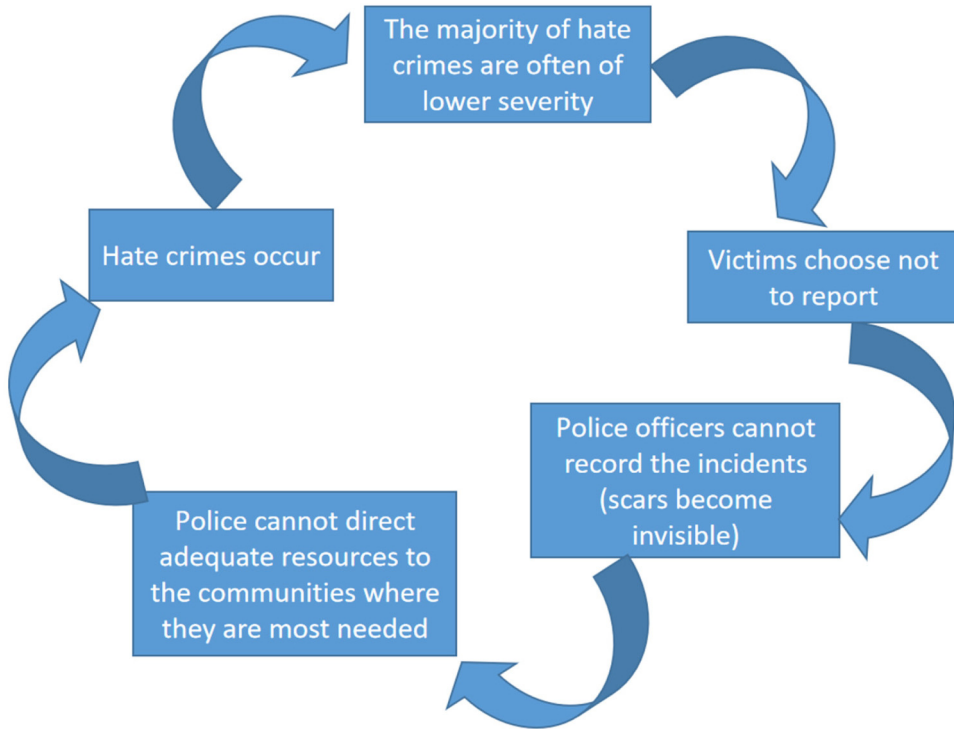 The majority of hate
crimes are often of
lower severity
Victims choose not
to report
Police officers cannot
record the incidents
(scars become
invisible)
Police cannot direct
adequate resources to
the communities where
they are most needed
Hate crimes occur